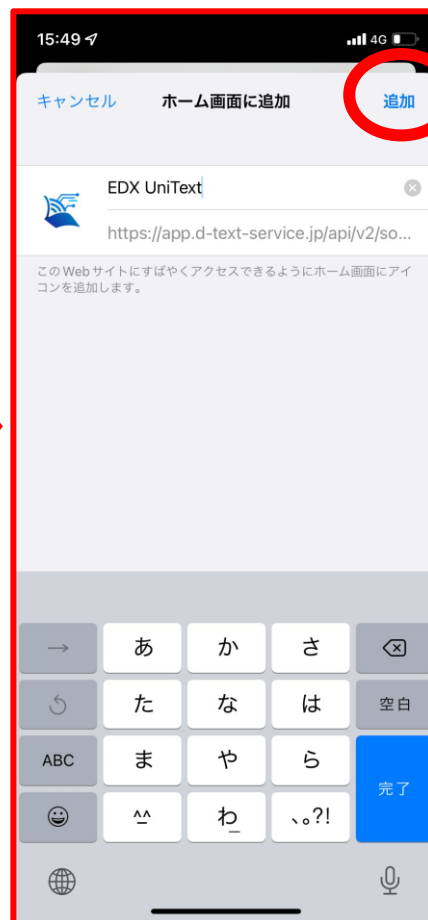 15:49 4G
キャンセル ホーム画面に追加 追加
EDX UniText
https://app.d-text-service.jp/api/v2/so...
このWebサイトにすばやくアクセスできるようにホーム画面にアイ
コンを追加します。
→ あ か さ
た な は 空白
ABC ま や ら
完了
^^ わ 、。?!